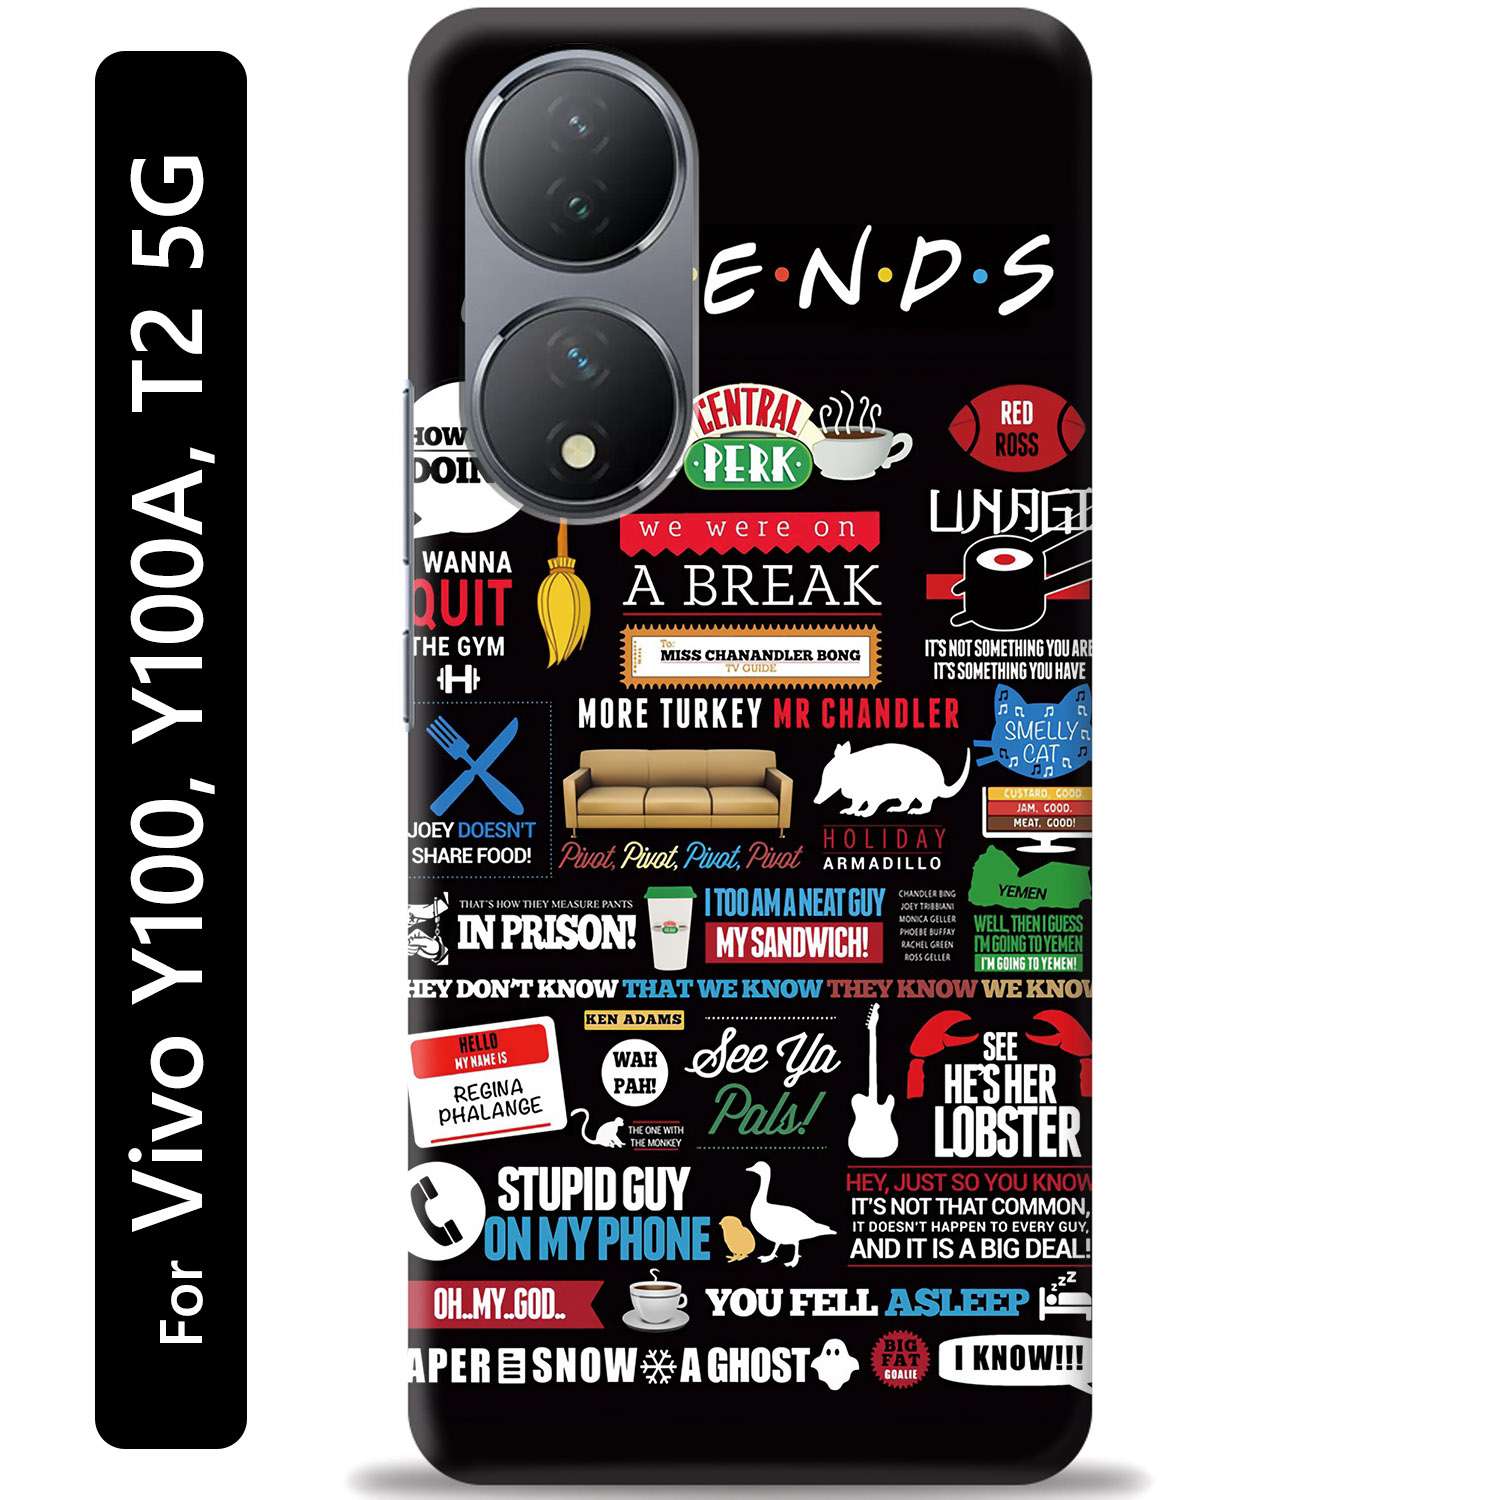 For Vivo Y100, Y100A, T2 5G
E·N·D·S
HOW
DOIN
CENTRAL
PERK
RED
ROSS
we were on
A BREAK
UNAGI
WANNA
QUIT
THE GYM
To:
MISS CHANANDLER BONG
TV GUIDE
IT'S NOT SOMETHING YOU ARE
IT'S SOMETHING YOU HAVE
MORE TURKEY MR CHANDLER
SMELLY
CAT
CUSTARD, GOOD.
JAM, GOOD.
MEAT, GOOD!
JOEY DOESN'T
SHARE FOOD!
Pivot, Pivot, Pivot, Pivot
HOLIDAY
ARMADILLO
YEMEN
WELL, THEN I GUESS
I'M GOING TO YEMEN
I'M GOING TO YEMEN!
THAT'S HOW THEY MEASURE PANTS
IN PRISON!
I TOO AM A NEAT GUY
MY SANDWICH!
CHANDLER BING
JOEY TRIBBIANI
MONICA GELLER
PHOEBE BUFFAY
RACHEL GREEN
ROSS GELLER
HEY DON'T KNOW THAT WE KNOW THEY KNOW WE KNOW
HELLO
MY NAME IS
REGINA
PHALANGE
KEN ADAMS
WAH
PAH!
THE ONE WITH
THE MONKEY
See Ya
Pals!
SEE
HE'S HER
LOBSTER
STUPID GUY
ON MY PHONE
HEY, JUST SO YOU KNOW
IT'S NOT THAT COMMON,
IT DOESN'T HAPPEN TO EVERY GUY,
AND IT IS A BIG DEAL!
OH..MY..GOD..
YOU FELL ASLEEP
zzZ
APER SNOW A GHOST
BIG
FAT
GOALIE
I KNOW!!!